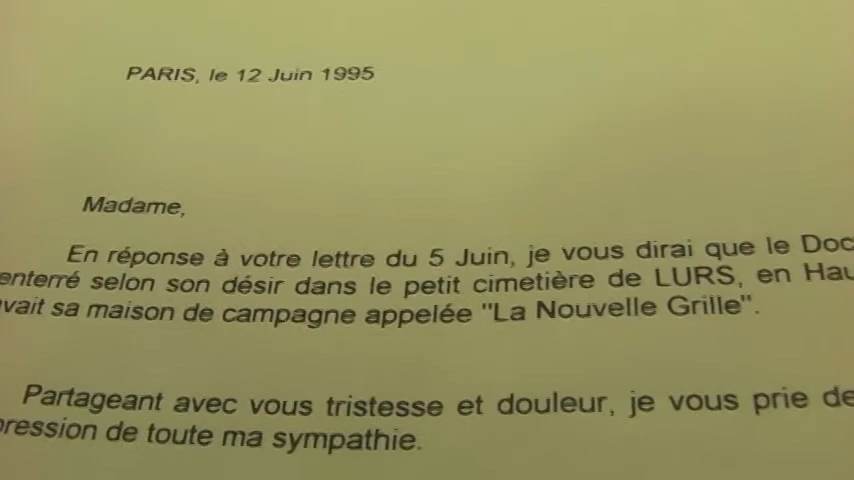 PARIS, le 12 Juin 1995
Madame,
En réponse à votre lettre du 5 Juin, je vous dirai que le Doc
enterré selon son désir dans le petit cimetière de LURS, en Hau
vait sa maison de campagne appelée "La Nouvelle Grille".
Partageant avec vous tristesse et douleur, je vous prie de
pression de toute ma sympathie.